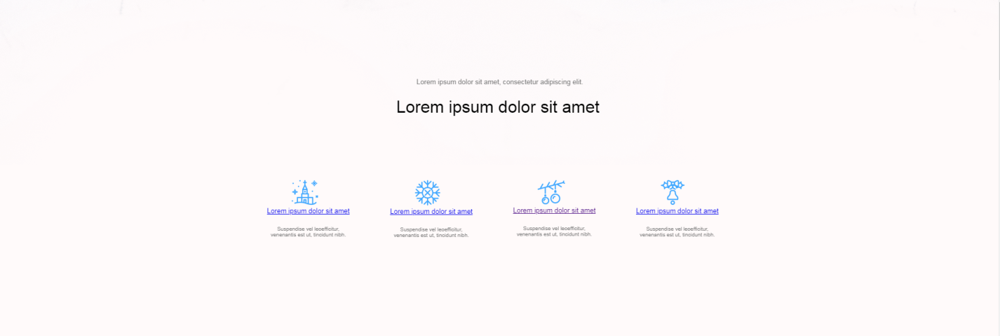 Lorem ipsum dolor sit amet, consectetur adipiscing elit.
Lorem ipsum dolor sit amet
Lorem ipsum dolor sit amet
Suspendise vel leoefficitur,
venenantis est ut, tincidunt nibh.
Lorem ipsum dolor sit amet
Suspendise vel leoefficitur,
venenantis est ut, tincidunt nibh.
Lorem ipsum dolor sit amet
Suspendise vel leoefficitur,
venenantis est ut, tincidunt nibh.
Lorem ipsum dolor sit amet
Suspendise vel leoefficitur,
venenantis est ut, tincidunt nibh.